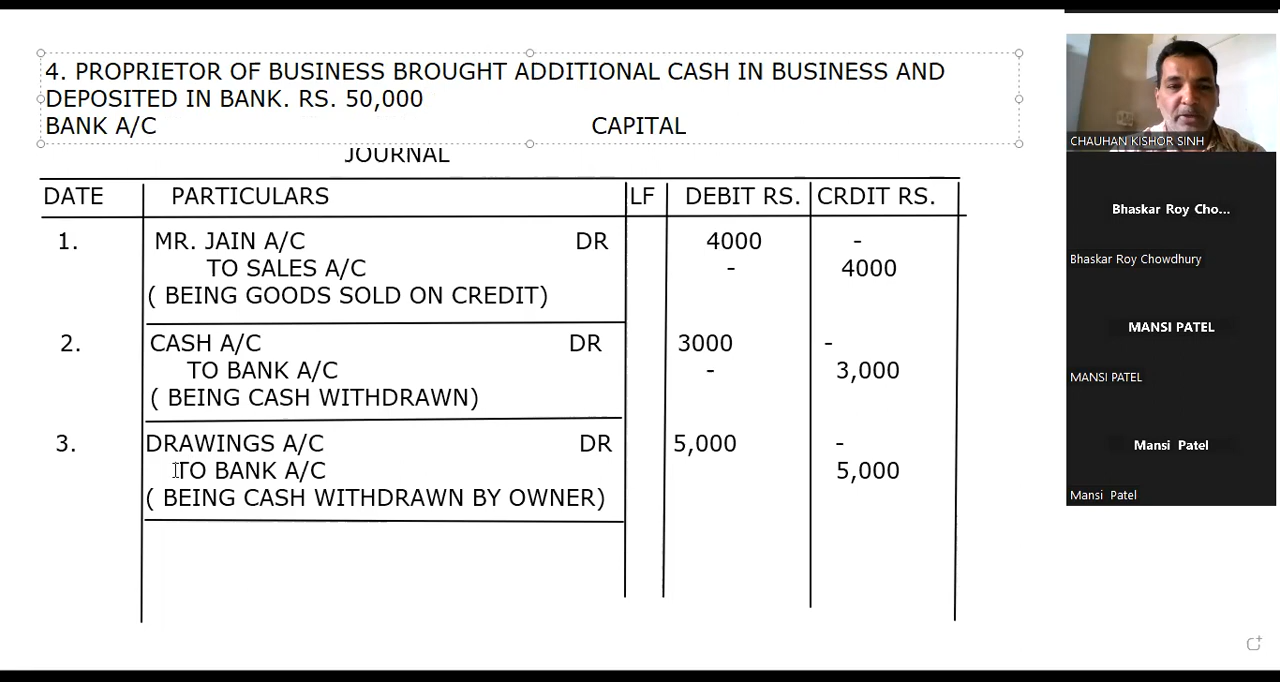 4. PROPRIETOR OF BUSINESS BROUGHT ADDITIONAL CASH IN BUSINESS AND
DEPOSITED IN BANK. RS. 50,000
BANK A/C CAPITAL
JOURNAL
DATE PARTICULARS LF DEBIT RS. CRDIT RS.
1. MR. JAIN A/C DR 4000 -
TO SALES A/C - 4000
( BEING GOODS SOLD ON CREDIT)
2. CASH A/C DR 3000 -
TO BANK A/C - 3,000
( BEING CASH WITHDRAWN)
3. DRAWINGS A/C DR 5,000 -
TO BANK A/C 5,000
( BEING CASH WITHDRAWN BY OWNER)
CHAUHAN KISHOR SINH
Bhaskar Roy Cho...
Bhaskar Roy Chowdhury
MANSI PATEL
MANSI PATEL
Mansi Patel
Mansi Patel